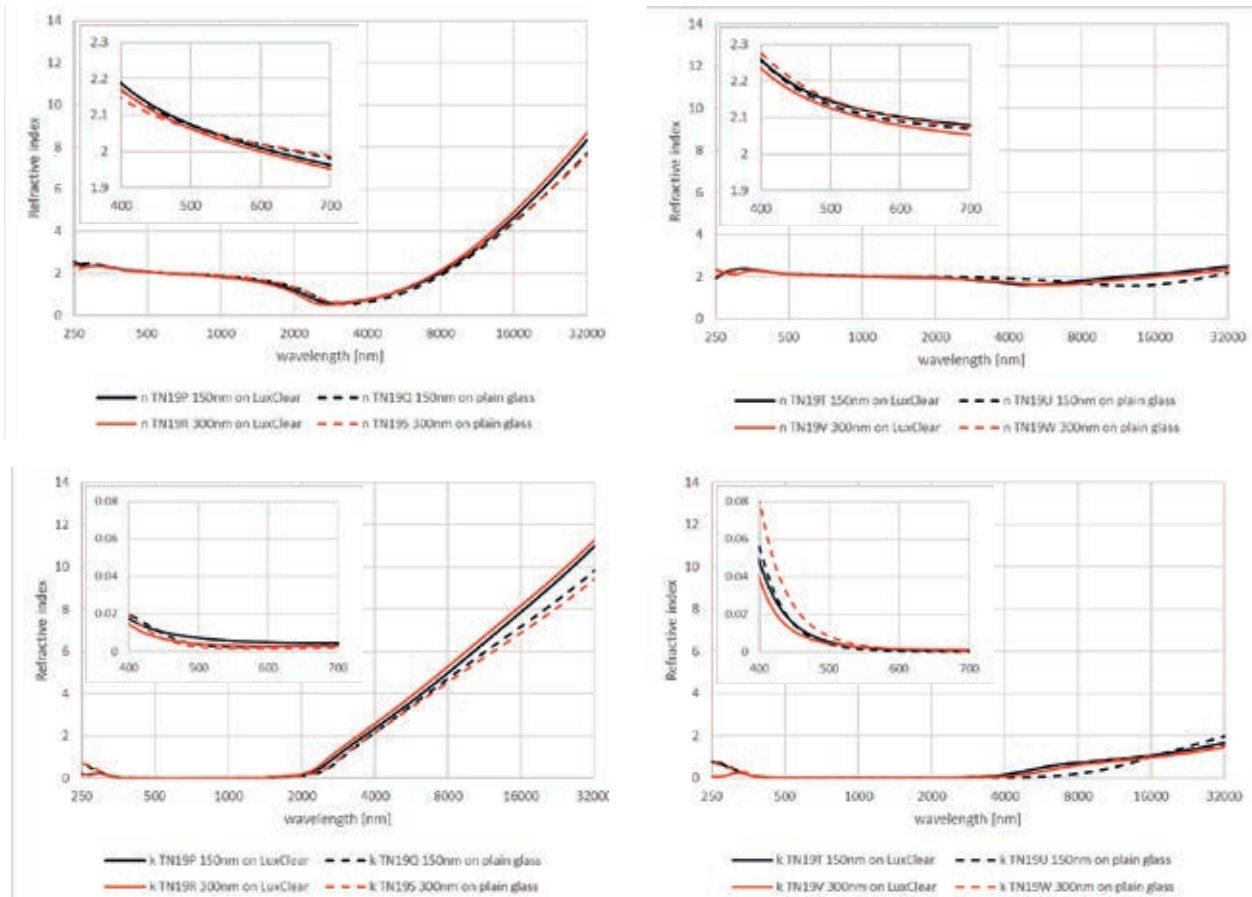 14
12
10
8
6
4
2
0
Refractive index
2.3
2.2
2.1
2
1.9
400 500 600 700
250 500 1000 2000 4000 8000 16000 32000
wavelength [nm]
n TN19P 150nm on LuxClear n TN19Q 150nm on plain glass
n TN19R 300nm on LuxClear n TN19S 300nm on plain glass
14
12
10
8
6
4
2
0
Refractive index
2.3
2.2
2.1
2
1.9
400 500 600 700
250 500 1000 2000 4000 8000 16000 32000
wavelength [nm]
n TN19T 150nm on LuxClear n TN19U 150nm on plain glass
n TN19V 300nm on LuxClear n TN19W 300nm on plain glass
14
12
10
8
6
4
2
0
Refractive index
0.08
0.06
0.04
0.02
0
400 500 600 700
250 500 1000 2000 4000 8000 16000 32000
wavelength [nm]
k TN19P 150nm on LuxClear k TN19Q 150nm on plain glass
k TN19R 300nm on LuxClear k TN19S 300nm on plain glass
14
12
10
8
6
4
2
0
Refractive index
0.08
0.06
0.04
0.02
0
400 500 600 700
250 500 1000 2000 4000 8000 16000 32000
wavelength [nm]
k TN19T 150nm on LuxClear k TN19U 150nm on plain glass
k TN19V 300nm on LuxClear k TN19W 300nm on plain glass